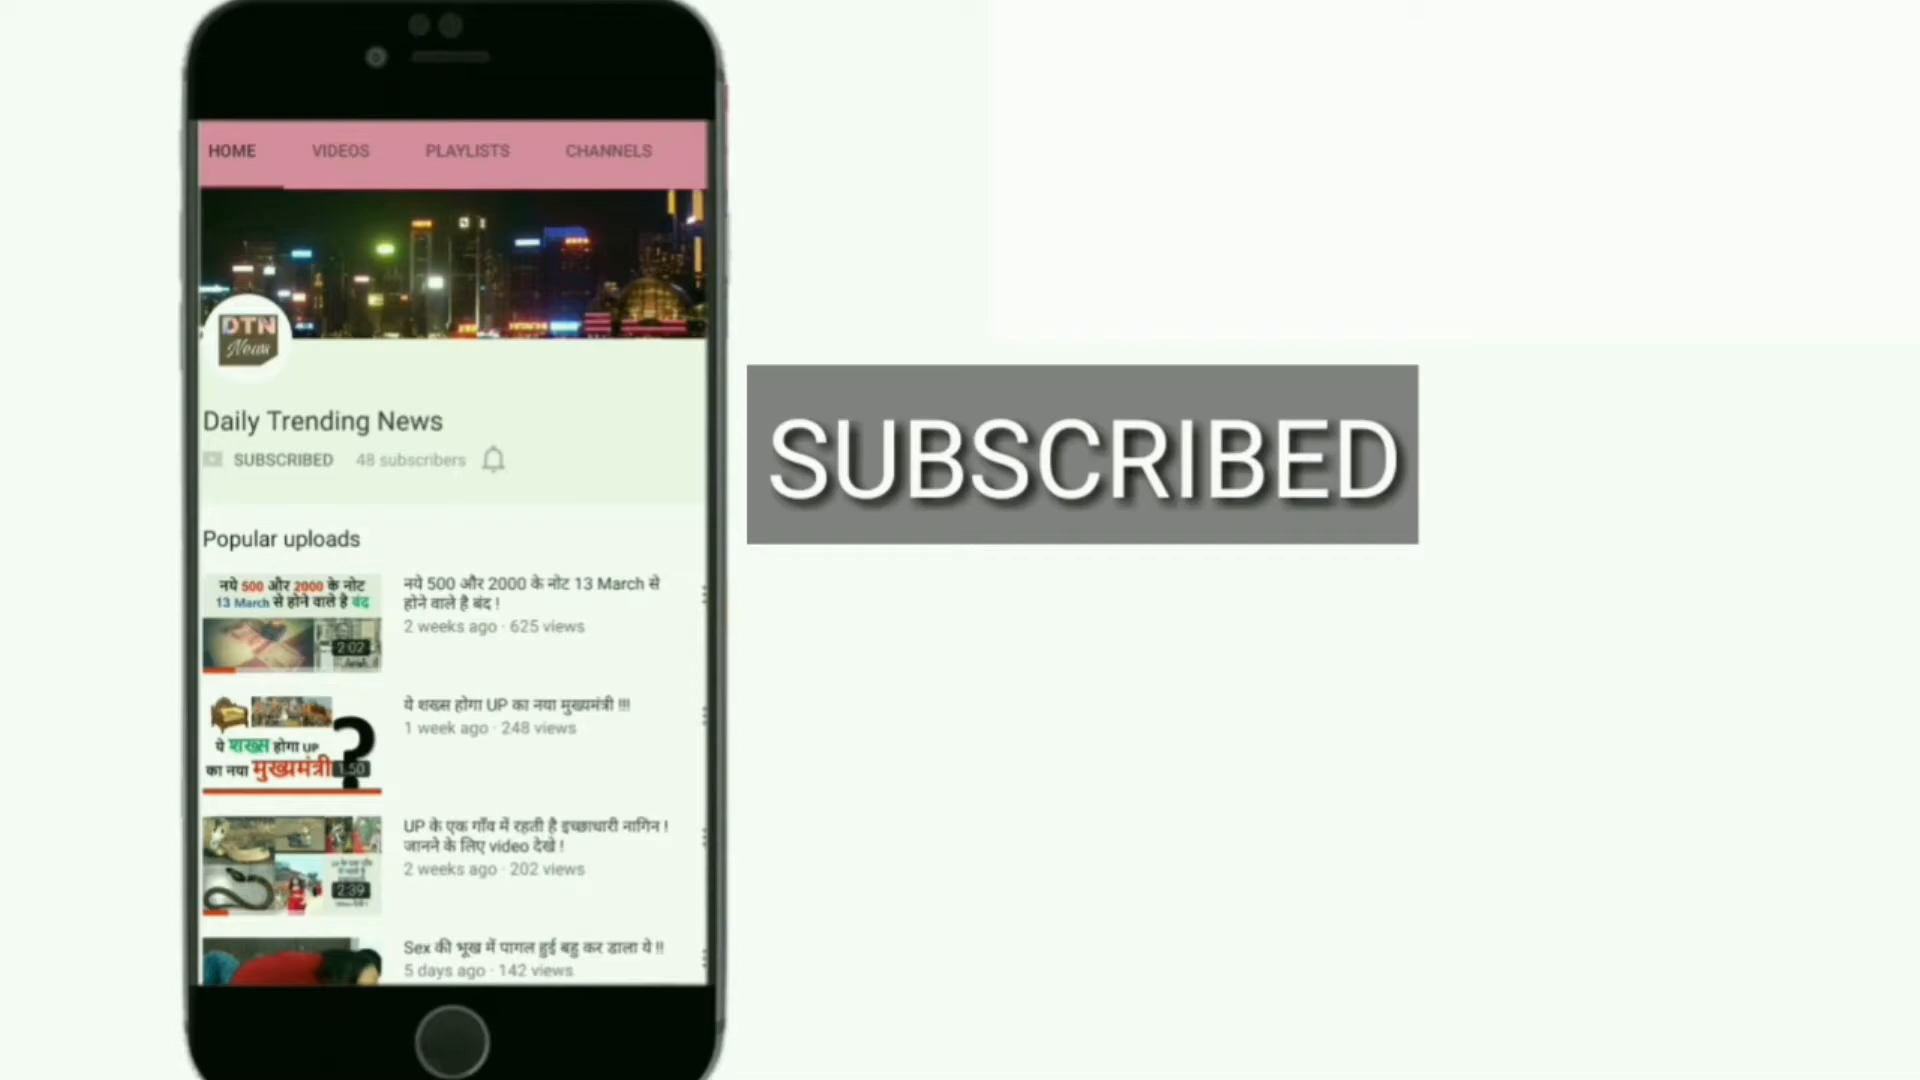 HOME VIDEOS PLAYLISTS CHANNELS
DTN
News
Daily Trending News
SUBSCRIBED 48 subscribers
SUBSCRIBED
Popular uploads
नये 500 और 2000 के नोट
13 March से होने वाले है बंद
2:02
नये 500 और 2000 के नोट 13 March से
होने वाले है बंद !
2 weeks ago · 625 views
ये शख्स होगा UP
का नया मुख्यमंत्री ?
1:50
ये शख्स होगा UP का नया मुख्यमंत्री !!!
1 week ago · 248 views
2:39
UP के एक गाँव में रहती है इच्छाधारी नागिन !
जानने के लिए video देखे !
2 weeks ago · 202 views
Sex की भूख में पागल हुई बहु कर डाला ये !!
5 days ago · 142 views